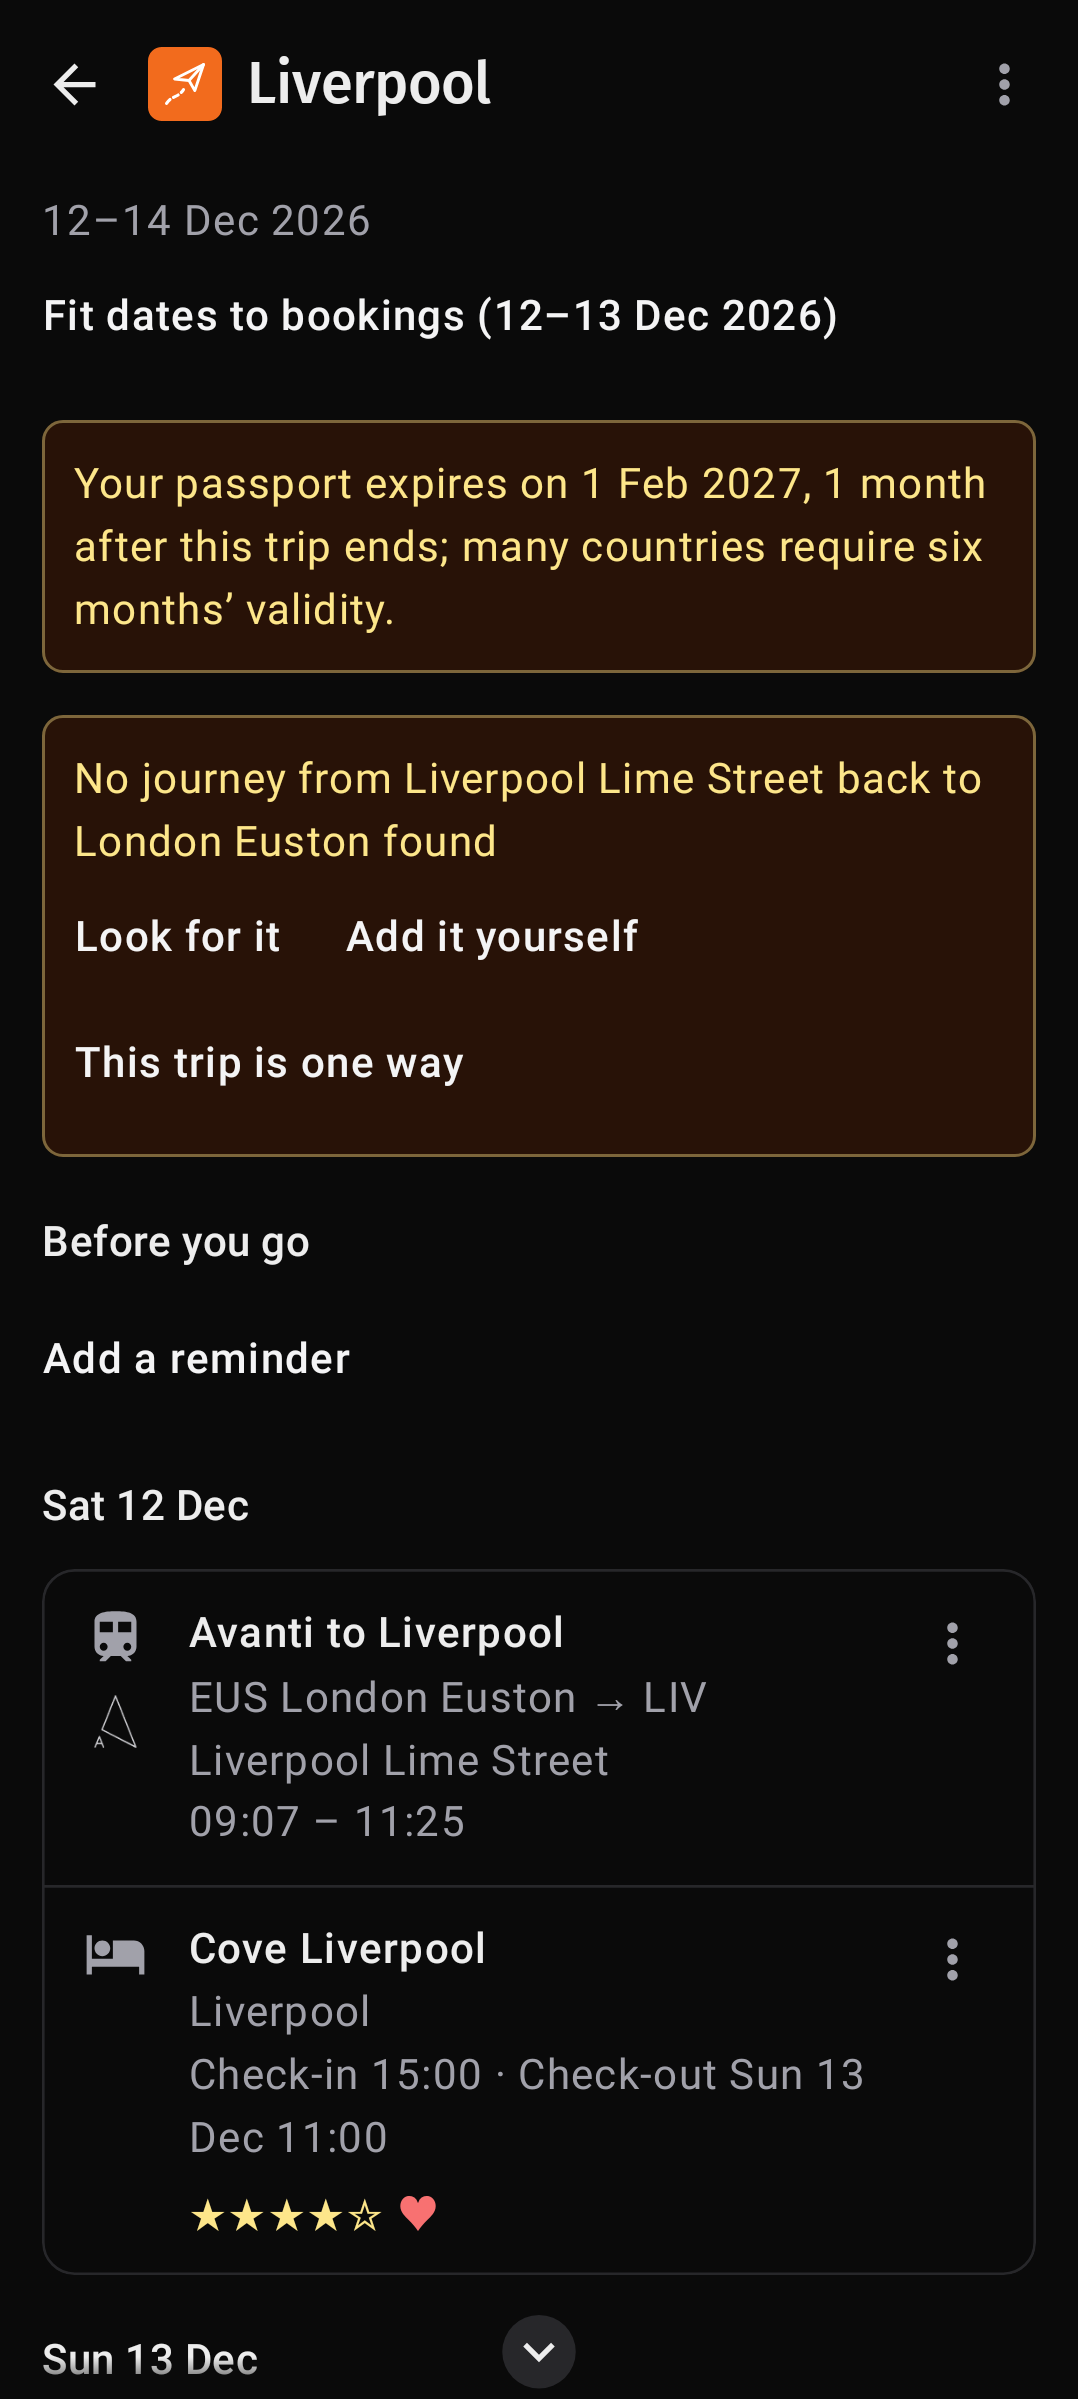 Liverpool
12–14 Dec 2026
Fit dates to bookings (12–13 Dec 2026)
Your passport expires on 1 Feb 2027, 1 month
after this trip ends; many countries require six
months’ validity.
No journey from Liverpool Lime Street back to
London Euston found
Look for it Add it yourself
This trip is one way
Before you go
Add a reminder
Sat 12 Dec
Avanti to Liverpool
EUS London Euston → LIV
Liverpool Lime Street
09:07 – 11:25
A
Cove Liverpool
Liverpool
Check-in 15:00 · Check-out Sun 13
Dec 11:00
★★★★☆ ♥
Sun 13 Dec